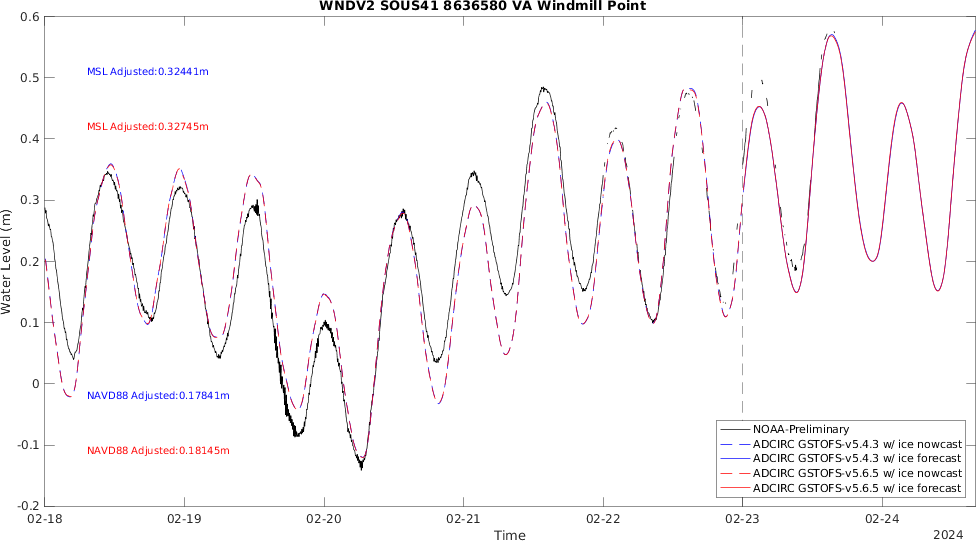 WNDV2 SOUS41 8636580 VA Windmill Point
0.6
0.5
0.4
0.3
0.2
0.1
0
-0.1
-0.2
Water Level (m)
MSL Adjusted:0.32441m
MSL Adjusted:0.32745m
NAVD88 Adjusted:0.17841m
NAVD88 Adjusted:0.18145m
NOAA-Preliminary
ADCIRC GSTOFS-v5.4.3 w/ ice nowcast
ADCIRC GSTOFS-v5.4.3 w/ ice forecast
ADCIRC GSTOFS-v5.6.5 w/ ice nowcast
ADCIRC GSTOFS-v5.6.5 w/ ice forecast
02-18 02-19 02-20 02-21 02-22 02-23 02-24
Time
2024